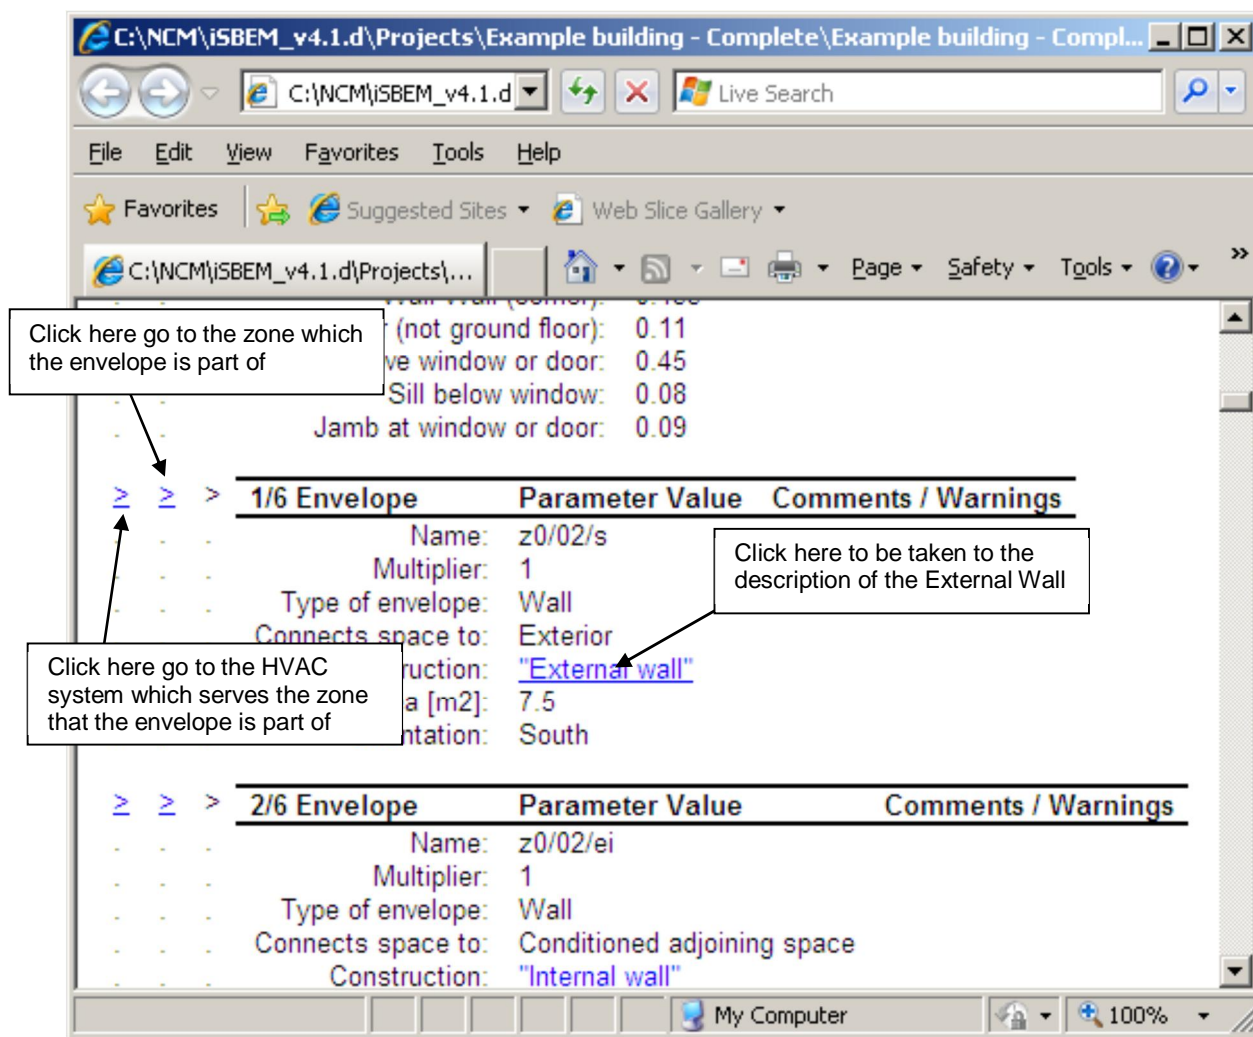 C:\NCM\iSBEM_v4.1.d\Projects\Example building - Complete\Example building - Compl...
C:\NCM\iSBEM_v4.1.d
Live Search
File Edit View Favorites Tools Help
Favorites Suggested Sites Web Slice Gallery
C:\NCM\iSBEM_v4.1.d\Projects\... Page Safety Tools »
Click here go to the zone which
the envelope is part of
(not ground floor): 0.11
window or door: 0.45
Sill below window: 0.08
Jamb at window or door: 0.09
> > > 1/6 Envelope Parameter Value Comments / Warnings
Name: z0/02/s
Multiplier: 1
Type of envelope: Wall
Connects space to: Exterior
"External wall"
[m2]: 7.5
South
Click here to be taken to the
description of the External Wall
Click here go to the HVAC
system which serves the zone
that the envelope is part of
> > > 2/6 Envelope Parameter Value Comments / Warnings
Name: z0/02/ei
Multiplier: 1
Type of envelope: Wall
Connects space to: Conditioned adjoining space
Construction: "Internal wall"
My Computer 100%